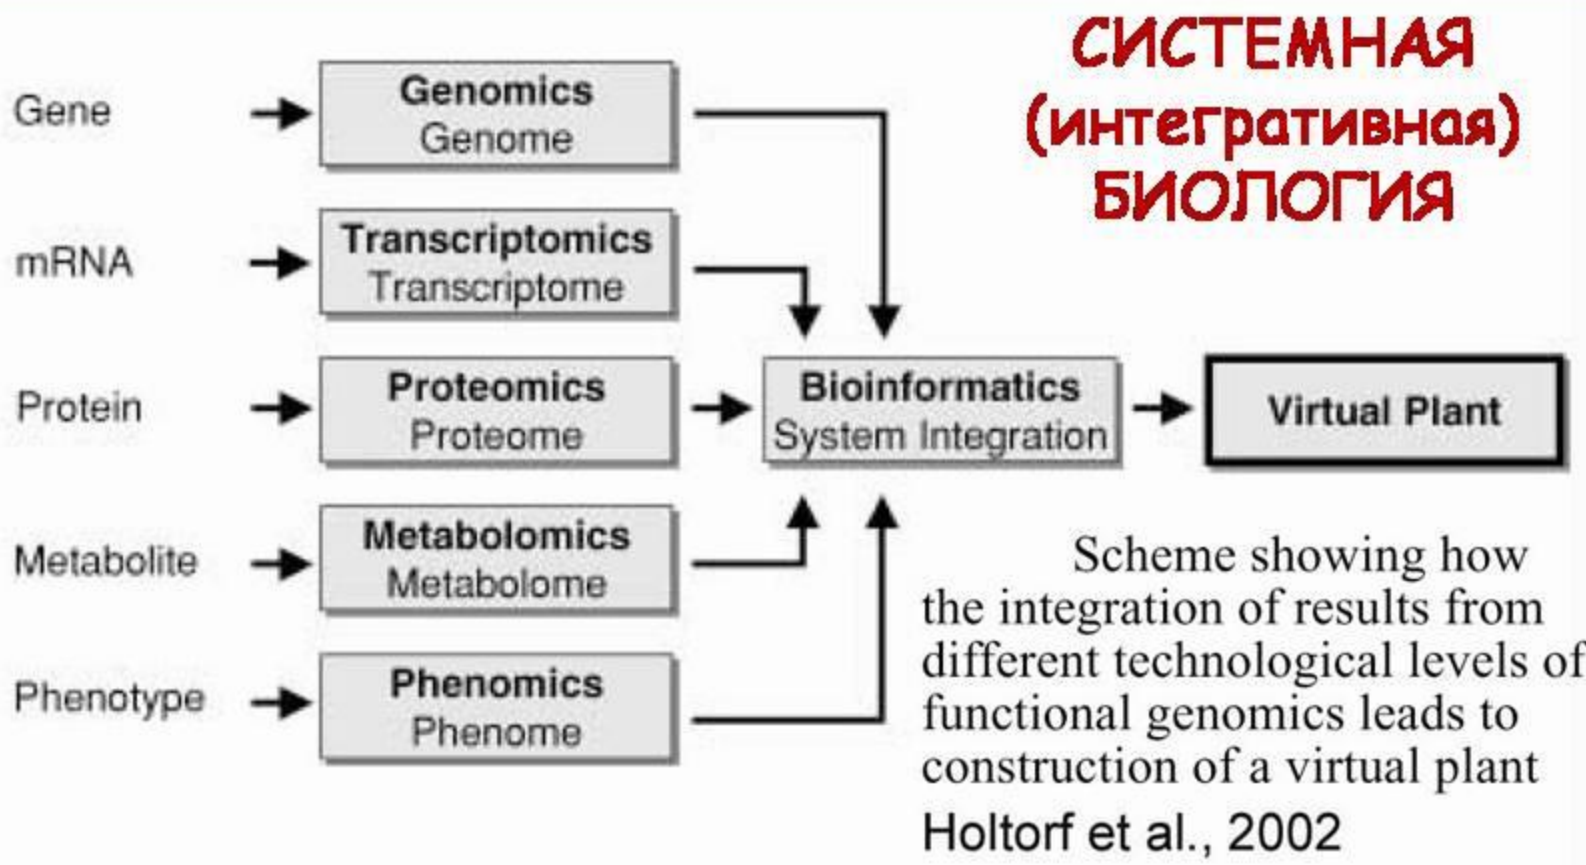 СИСТЕМНАЯ
(интегративная)
БИОЛОГИЯ
Gene
Genomics
Genome
mRNA
Transcriptomics
Transcriptome
Protein
Proteomics
Proteome
Bioinformatics
System Integration
Virtual Plant
Metabolite
Metabolomics
Metabolome
Phenotype
Phenomics
Phenome
Scheme showing how
the integration of results from
different technological levels of
functional genomics leads to
construction of a virtual plant
Holtorf et al., 2002